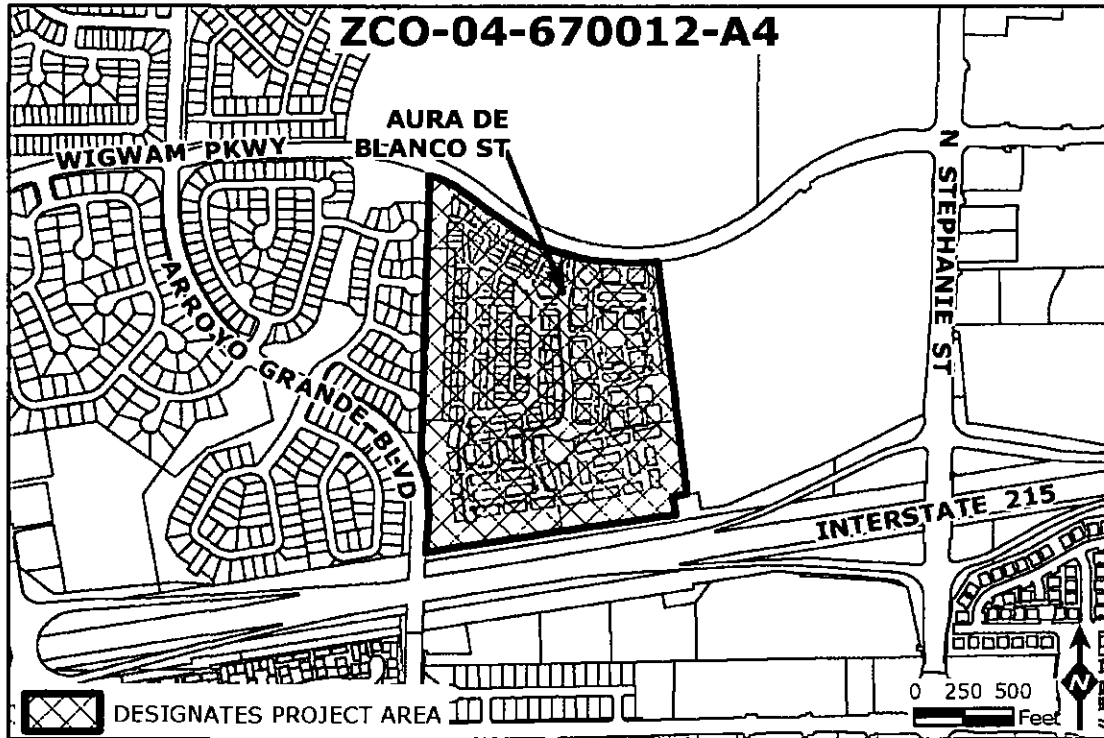 ZCO-04-670012-A4
AURA DE
BLANCO ST
WIGWAM PKWY
N STEPHANIE ST
ARROYO GRANDE BLVD
INTERSTATE 215
DESIGNATES PROJECT AREA
0 250 500
Feet
N